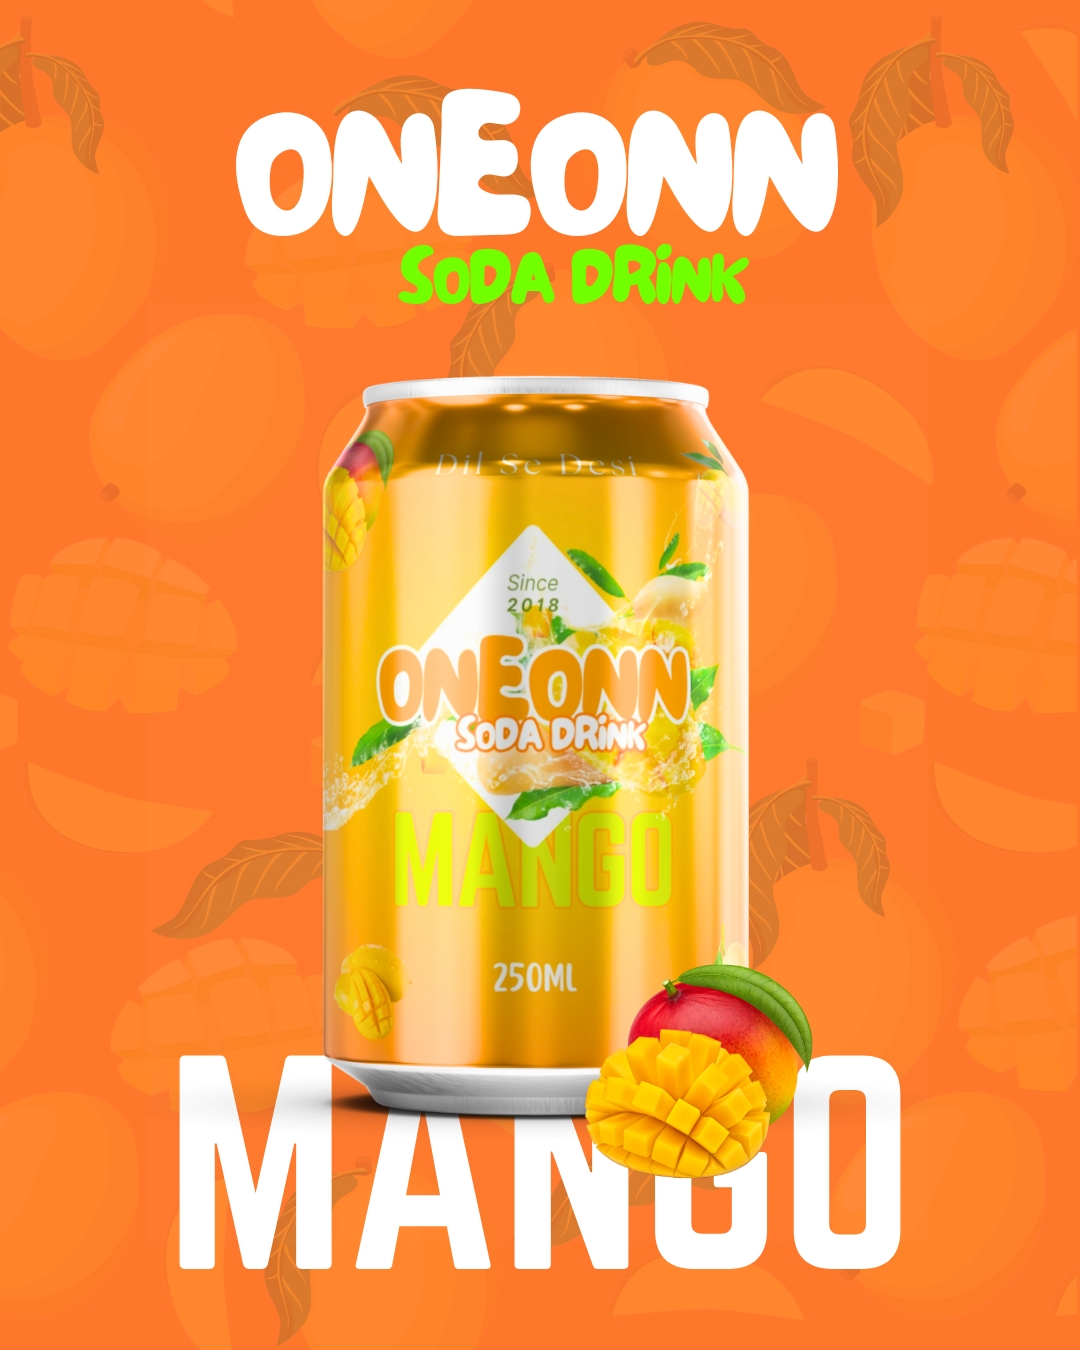 ONEONN
SODA DRiNK
Dil Se Desi
Since
2018
ONEONN
SODA DRiNK
MANGO
250ML
MANGO